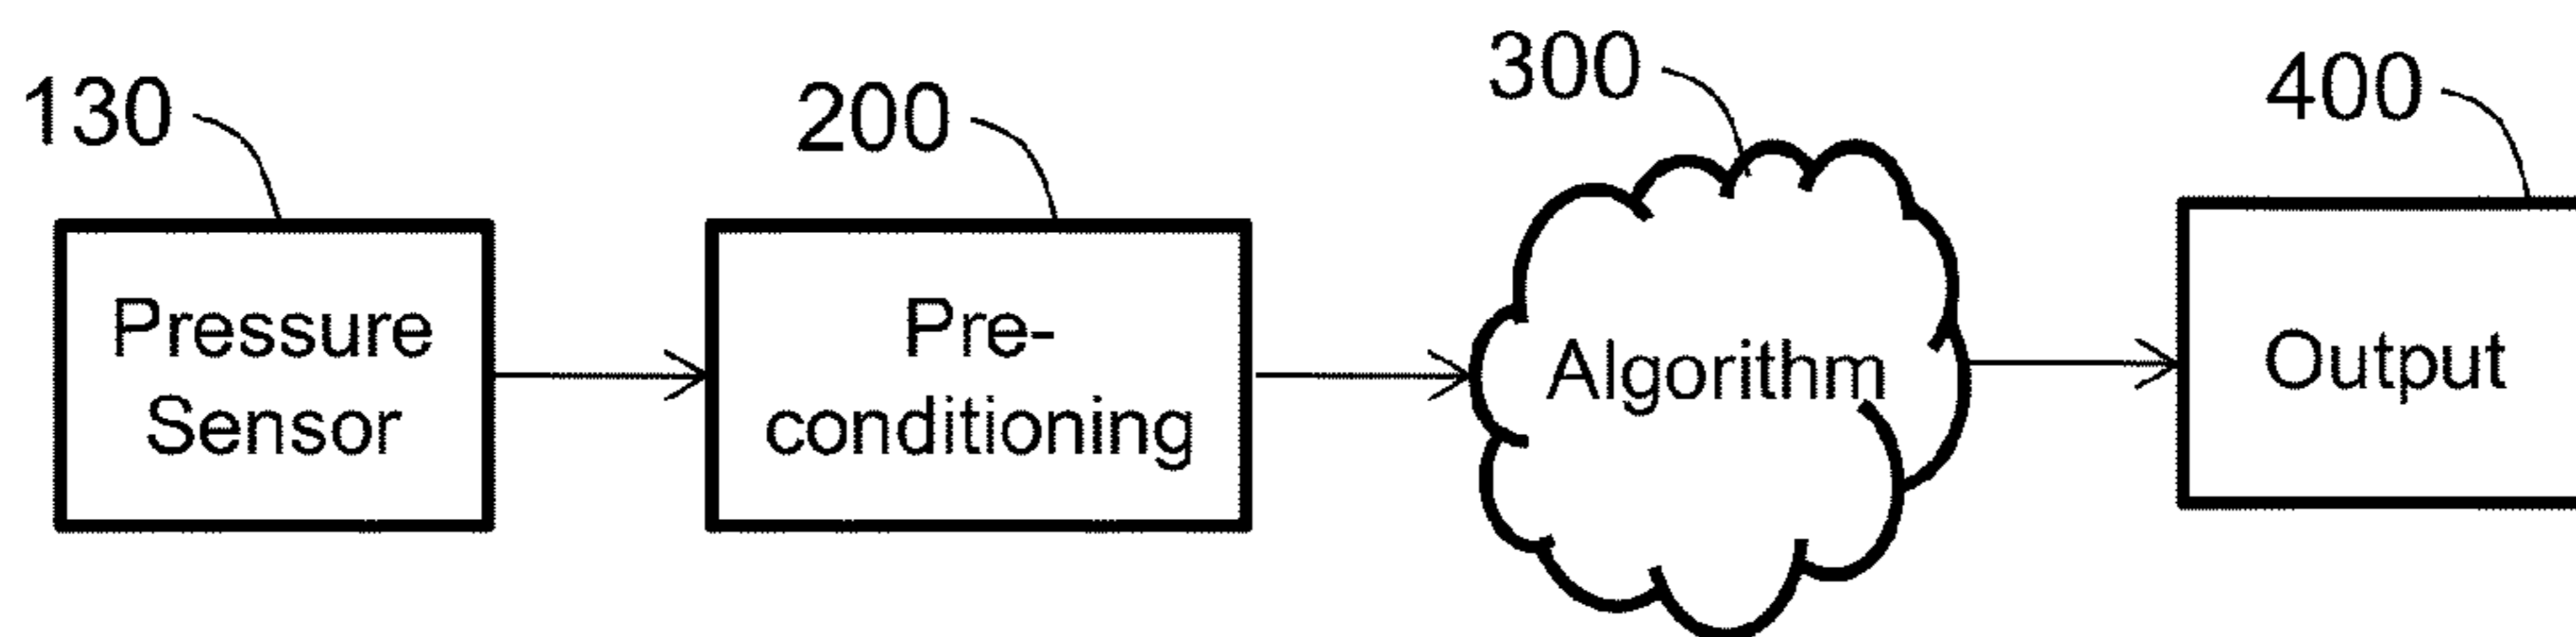 130
200
300
400
Pressure
Sensor
Pre-
conditioning
Algorithm
Output